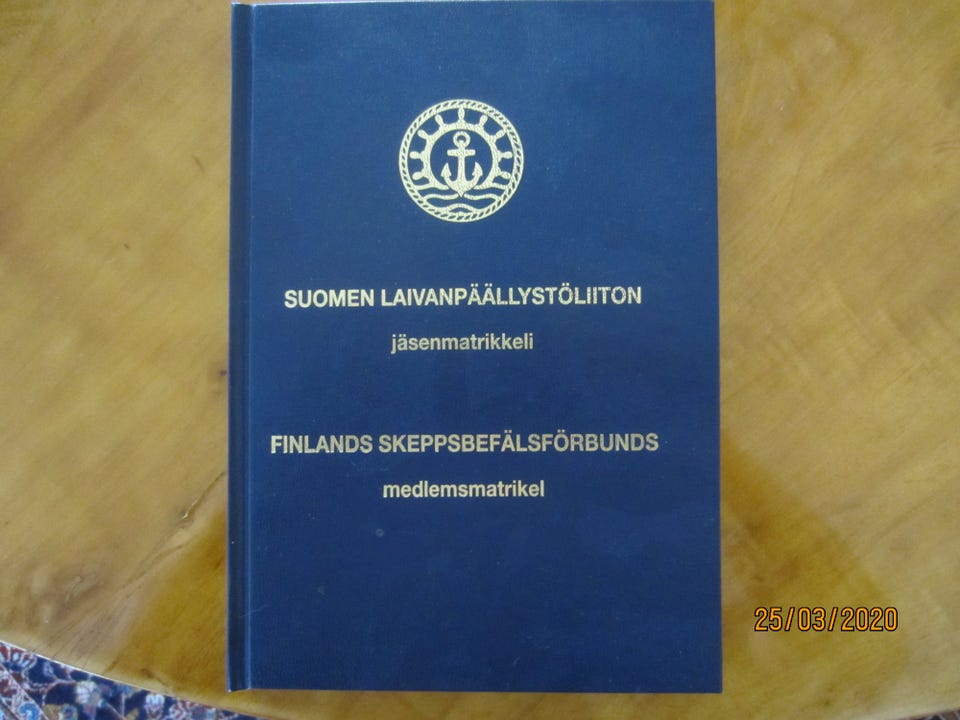 SUOMEN LAIVANPÄÄLLYSTÖLIITON
jäsenmatrikkeli
FINLANDS SKEPPSBEFÄLSFÖRBUNDS
medlemsmatrikel
25/03/2020